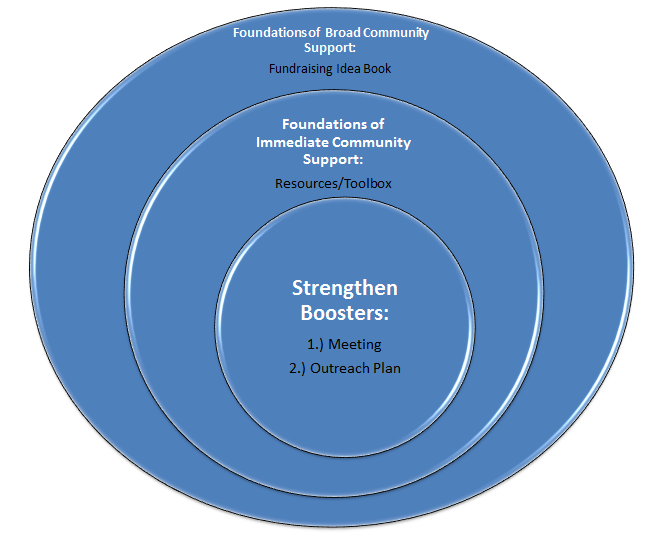 Foundations of Broad Community
Support:
Fundraising Idea Book
Foundations of
Immediate Community
Support:
Resources/Toolbox
Strengthen
Boosters:
1.) Meeting
2.) Outreach Plan